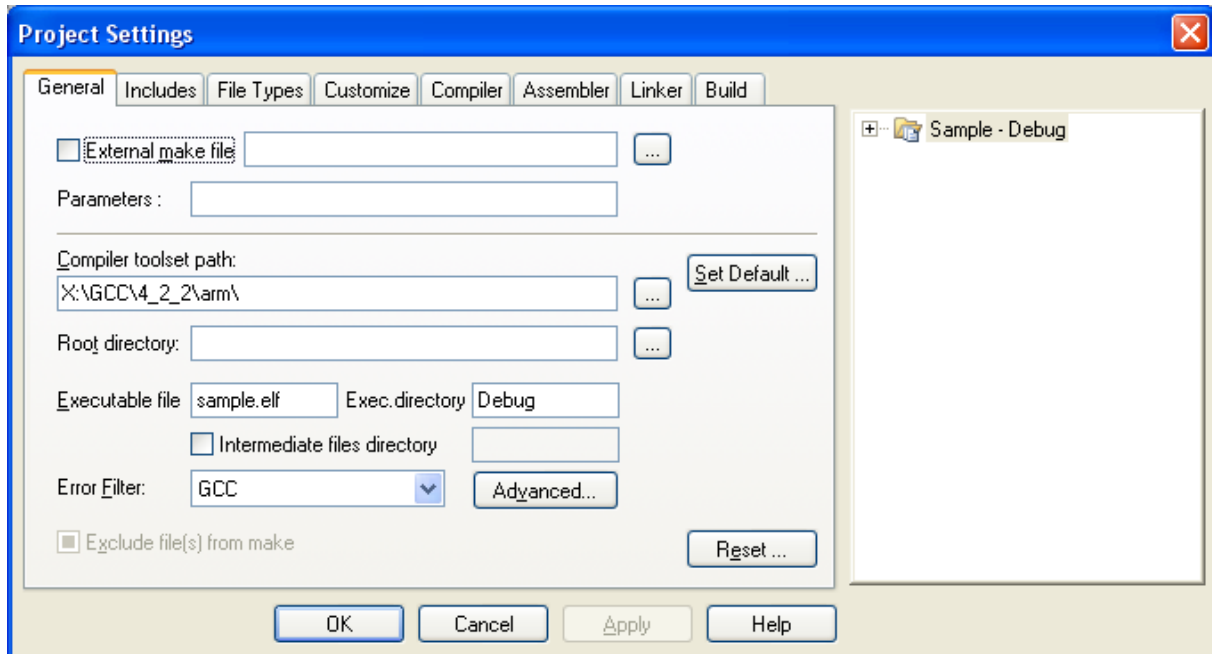 Project Settings
General Includes File Types Customize Compiler Assembler Linker Build
External make file ...
Sample - Debug
Parameters :
Compiler toolset path:
Set Default ...
X:\GCC\4_2_2\arm\ ...
Root directory: ...
Executable file sample.elf Exec.directory Debug
Intermediate files directory
Error Filter: GCC Advanced...
Exclude file(s) from make
Reset ...
OK Cancel Apply Help